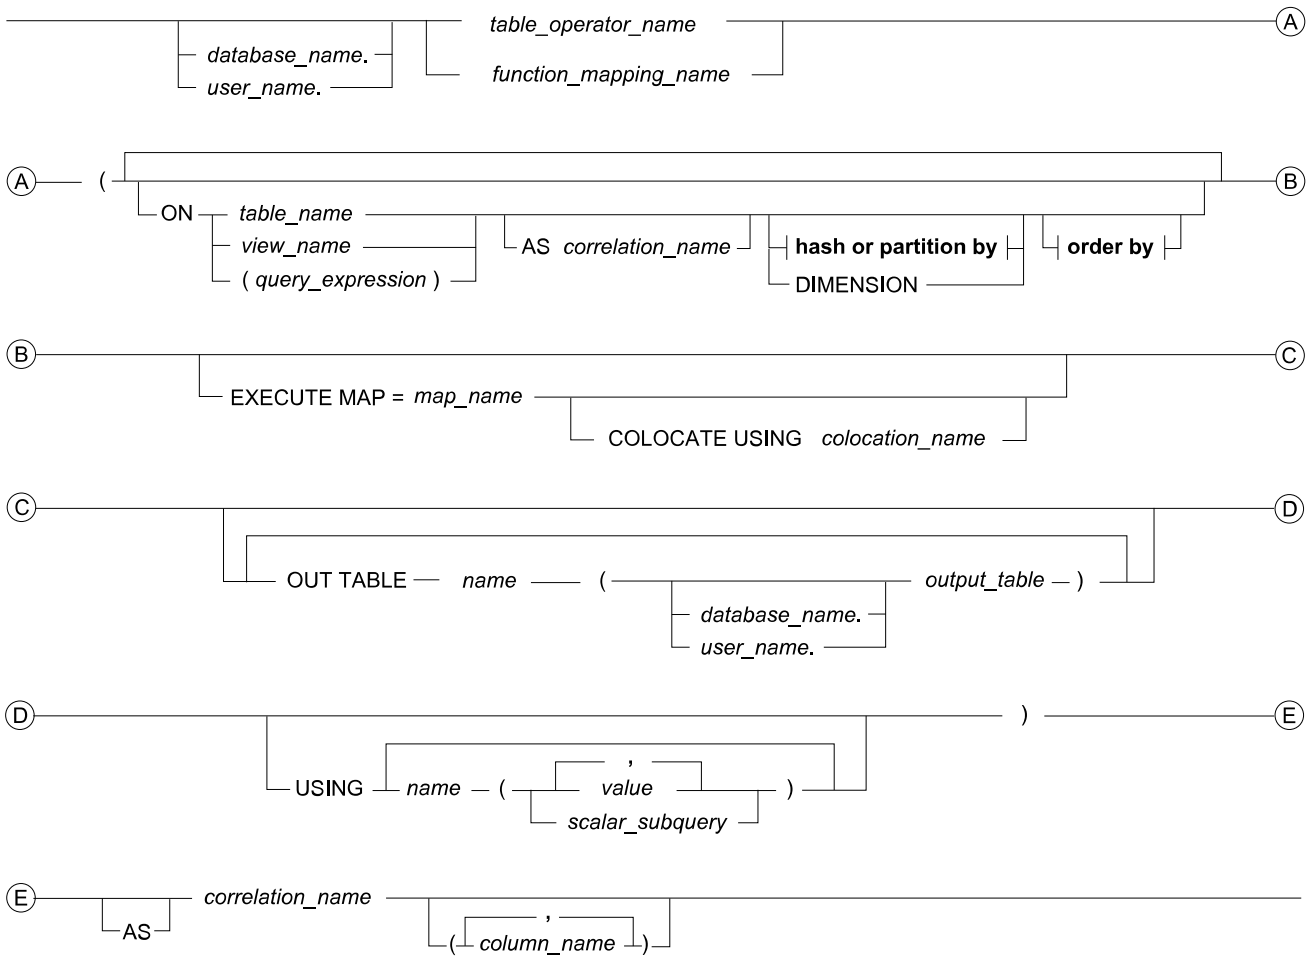 table_operator_name
A
database_name.
function_mapping_name
user_name.
A ( B
ON table_name
view_name AS correlation_name hash or partition by order by
( query_expression ) DIMENSION
B C
EXECUTE MAP = map_name
COLOCATE USING colocation_name
C D
OUT TABLE name ( output_table )
database_name.
user_name.
D ) E
,
USING name ( value )
scalar_subquery
E correlation_name
AS ,
( column_name )